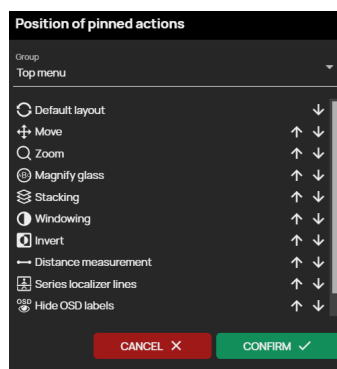 Position of pinned actions
Group
Top menu
Default layout
Move
Zoom
B
Magnify glass
Stacking
Windowing
Invert
Distance measurement
Series localizer lines
OSD
Hide OSD labels
CANCEL
CONFIRM